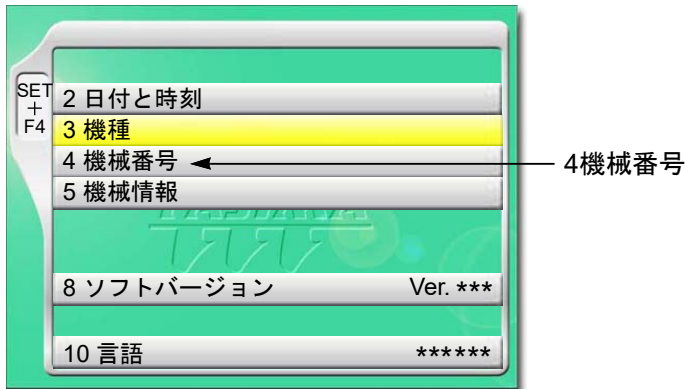 SET
+
F4
2 日付と時刻
3 機種
4 機械番号
4機械番号
5 機械情報
8 ソフトバージョン Ver. ***
10 言語 ******